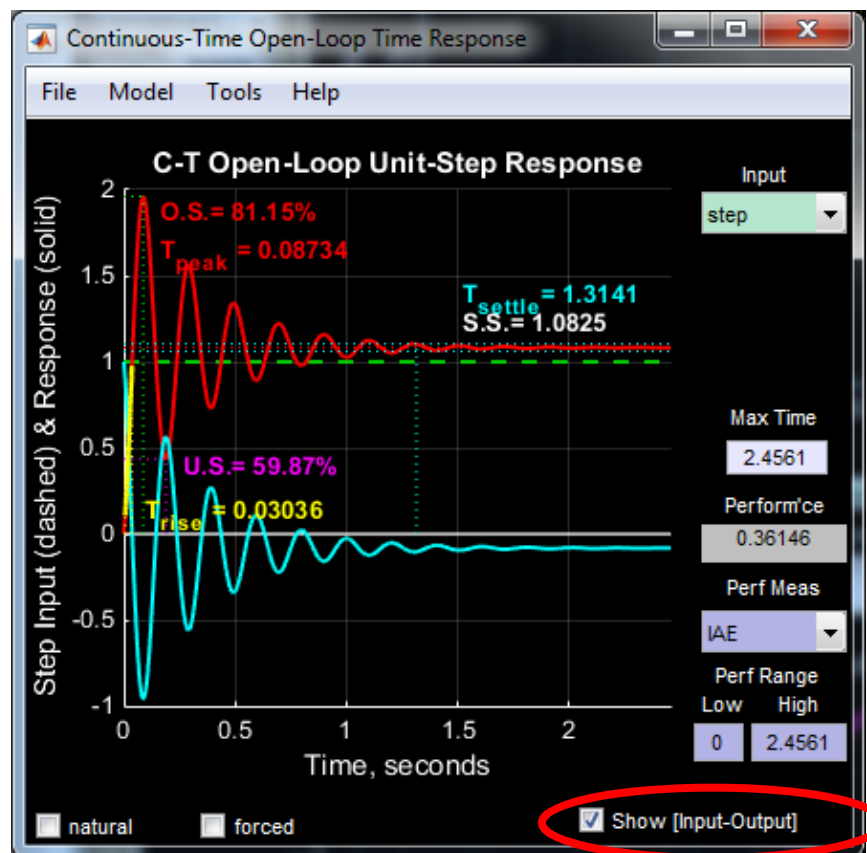 Continuous-Time Open-Loop Time Response
File Model Tools Help
C-T Open-Loop Unit-Step Response
Input
step
2
1.5
1
0.5
0
-0.5
-1
Step Input (dashed) & Response (solid)
O.S.= 81.15%
Tpeak = 0.08734
Tsettle= 1.3141
S.S.= 1.0825
U.S.= 59.87%
Trise = 0.03036
0 0.5 1 1.5 2
Time, seconds
Max Time
2.4561
Perform'ce
0.36146
Perf Meas
IAE
Perf Range
Low High
0 2.4561
natural forced Show [Input-Output]